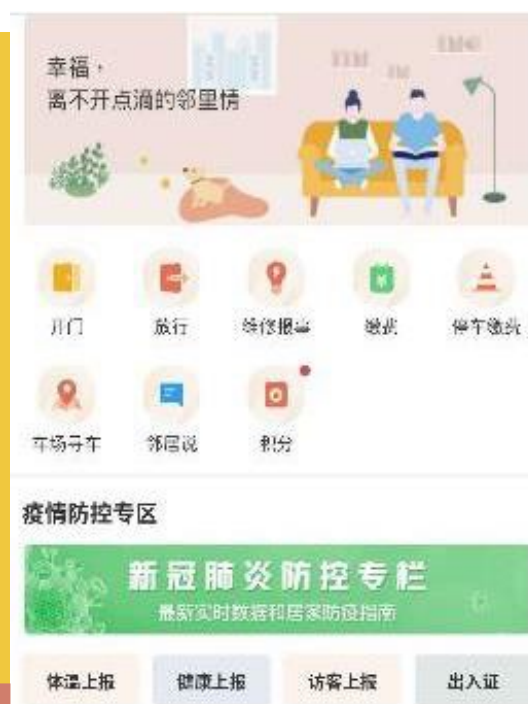 幸福，
离不开点滴的邻里情
开门
放行
维修报事
缴费
停车缴费
车场寻车
邻居说
积分
疫情防控专区
新冠肺炎防控专栏
最新实时数据和居家防疫指南
体温上报
健康上报
访客上报
出入证